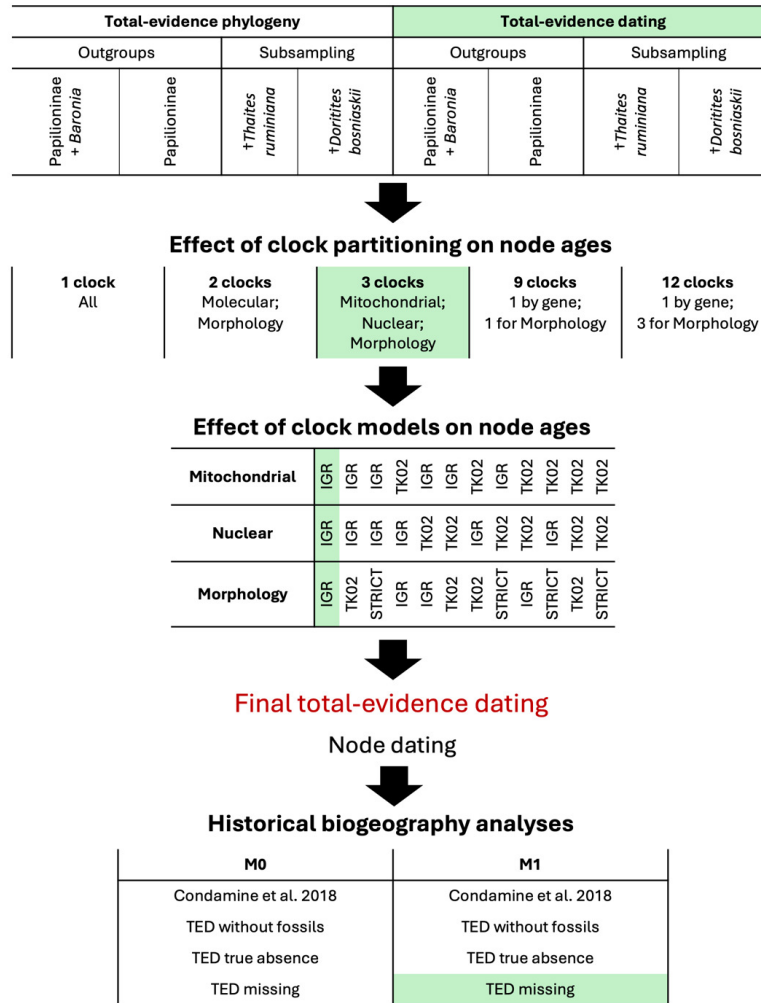 Total-evidence phylogeny Total-evidence dating
Outgroups Subsampling Outgroups Subsampling
Papilioninae + Baronia
Papilioninae
†Thaites ruminiana
†Doritites bosniaskii
Papilioninae + Baronia
Papilioninae
†Thaites ruminiana
†Doritites bosniaskii
Effect of clock partitioning on node ages
1 clock 2 clocks 3 clocks 9 clocks 12 clocks
All Molecular; Mitochondrial; 1 by gene; 1 by gene;
Morphology Nuclear; 1 for Morphology 3 for Morphology
Morphology
Effect of clock models on node ages
Mitochondrial IGR IGR IGR TK02 IGR IGR TK02 IGR TK02 TK02 TK02 TK02
Nuclear IGR IGR IGR IGR TK02 TK02 IGR TK02 TK02 IGR TK02 TK02
Morphology IGR TK02 STRICT IGR IGR TK02 TK02 STRICT IGR STRICT TK02 STRICT
Final total-evidence dating
Node dating
Historical biogeography analyses
M0 M1
Condamine et al. 2018 Condamine et al. 2018
TED without fossils TED without fossils
TED true absence TED true absence
TED missing TED missing